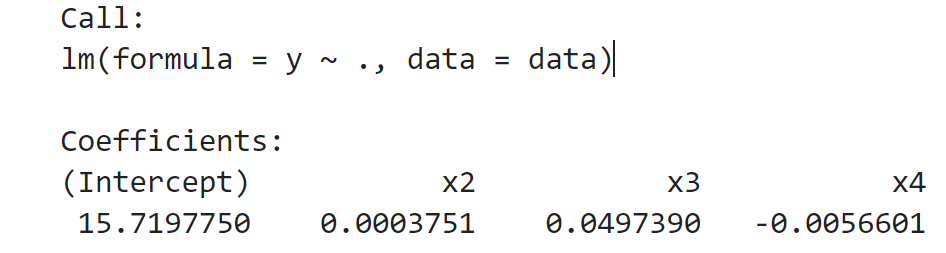 Call:
lm(formula = y ~ ., data = data)
Coefficients:
(Intercept) x2 x3 x4
15.7197750 0.0003751 0.0497390 -0.0056601